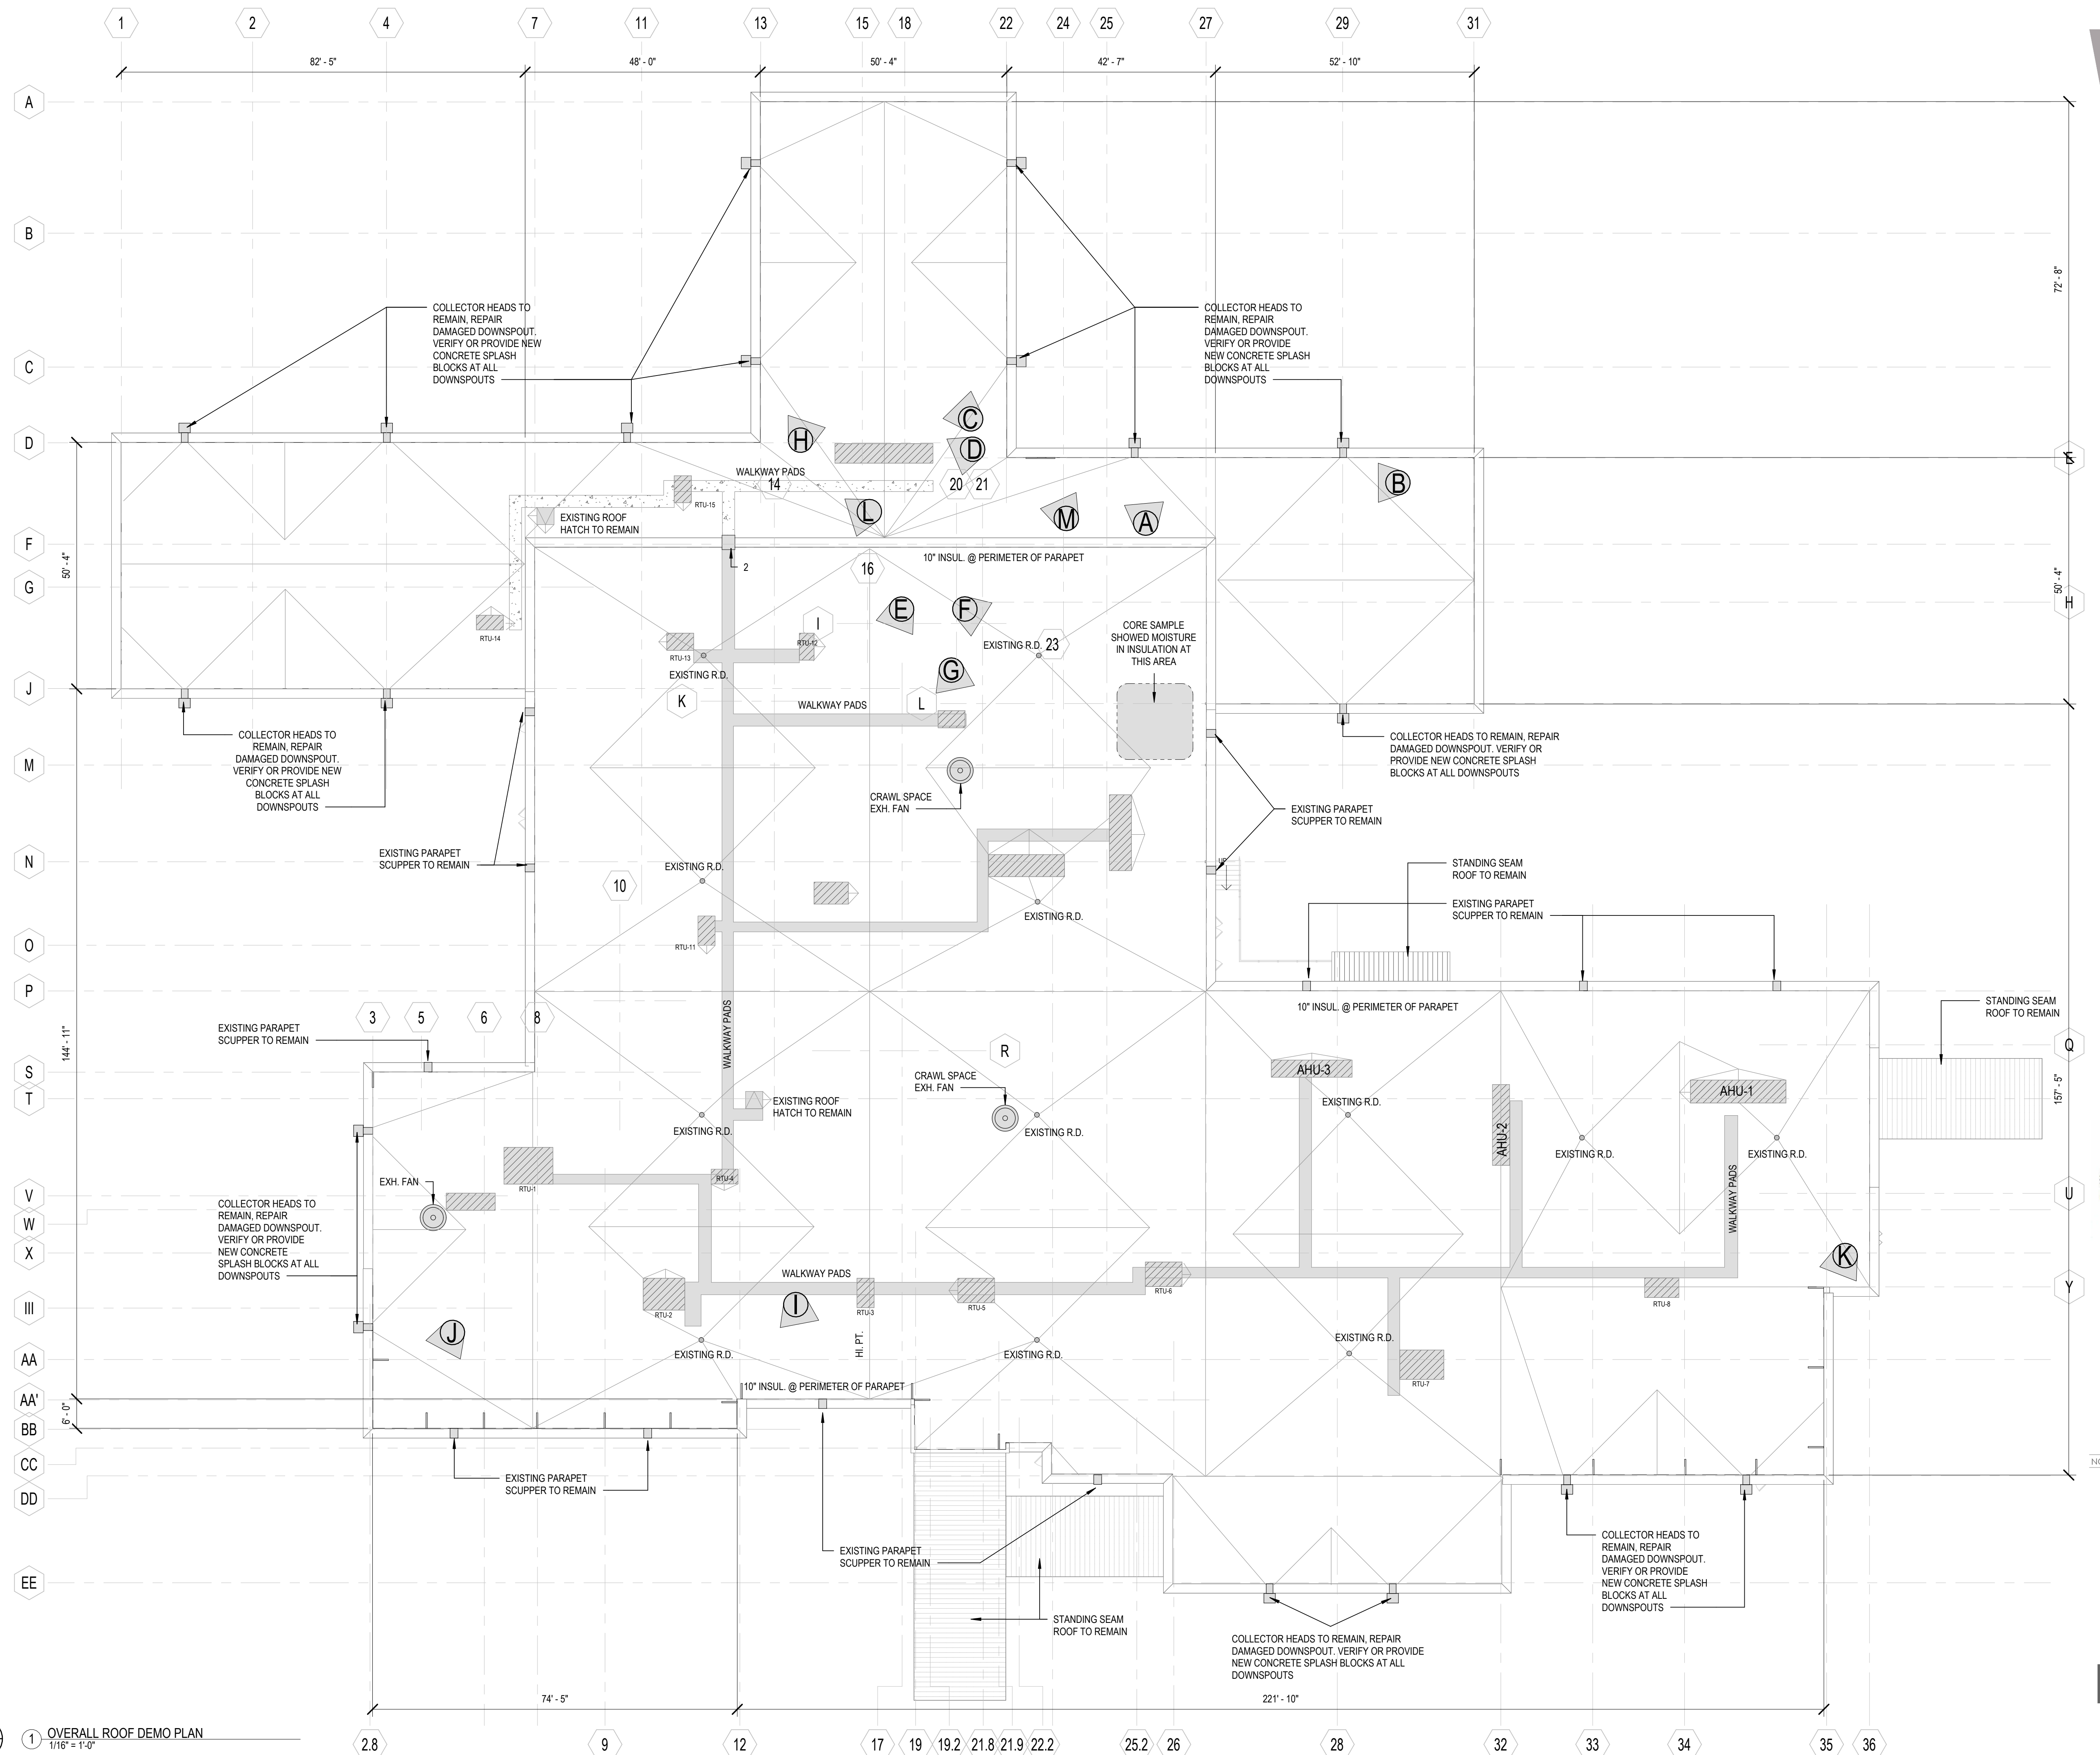 1
2
4
7
11
13
15
18
22
24
25
27
29
31
82' - 5"
48' - 0"
50' - 4"
42' - 7"
52' - 10"
A
B
72' - 8"
COLLECTOR HEADS TO
REMAIN, REPAIR
DAMAGED DOWNSPOUT.
VERIFY OR PROVIDE NEW
CONCRETE SPLASH
BLOCKS AT ALL
DOWNSPOUTS
COLLECTOR HEADS TO
REMAIN, REPAIR
DAMAGED DOWNSPOUT.
VERIFY OR PROVIDE
NEW CONCRETE SPLASH
BLOCKS AT ALL
DOWNSPOUTS
C
D
H
C
D
E
B
WALKWAY PADS
14
20
21
RTU-15
L
M
A
EXISTING ROOF
HATCH TO REMAIN
F
50' - 4"
G
2
10" INSUL. @ PERIMETER OF PARAPET
16
50' - 4"
H
E
F
I
RTU-14
RTU-13
RTU-12
EXISTING R.D.
EXISTING R.D.
23
CORE SAMPLE
SHOWED MOISTURE
IN INSULATION AT
THIS AREA
G
J
K
L
WALKWAY PADS
COLLECTOR HEADS TO
REMAIN, REPAIR
DAMAGED DOWNSPOUT.
VERIFY OR PROVIDE NEW
CONCRETE SPLASH
BLOCKS AT ALL
DOWNSPOUTS
COLLECTOR HEADS TO REMAIN, REPAIR
DAMAGED DOWNSPOUT. VERIFY OR
PROVIDE NEW CONCRETE SPLASH
BLOCKS AT ALL DOWNSPOUTS
M
CRAWL SPACE
EXH. FAN
EXISTING PARAPET
SCUPPER TO REMAIN
EXISTING PARAPET
SCUPPER TO REMAIN
N
EXISTING R.D.
UP
STANDING SEAM
ROOF TO REMAIN
10
EXISTING R.D.
EXISTING PARAPET
SCUPPER TO REMAIN
O
RTU-11
P
10" INSUL. @ PERIMETER OF PARAPET
STANDING SEAM
ROOF TO REMAIN
3
5
6
8
EXISTING PARAPET
SCUPPER TO REMAIN
144' - 11"
WALKWAY PADS
R
Q
S
T
CRAWL SPACE
EXH. FAN
AHU-3
AHU-2
AHU-1
157' - 5"
EXISTING ROOF
HATCH TO REMAIN
EXISTING R.D.
EXISTING R.D.
EXISTING R.D.
EXISTING R.D.
EXISTING R.D.
RTU-1
RTU-4
EXH. FAN
WALKWAY PADS
V
W
X
U
COLLECTOR HEADS TO
REMAIN, REPAIR
DAMAGED DOWNSPOUT.
VERIFY OR PROVIDE
NEW CONCRETE
SPLASH BLOCKS AT ALL
DOWNSPOUTS
K
WALKWAY PADS
III
RTU-2
I
RTU-3
RTU-5
RTU-6
RTU-8
Y
J
HI. PT.
EXISTING R.D.
EXISTING R.D.
EXISTING R.D.
AA
RTU-7
10" INSUL. @ PERIMETER OF PARAPET
AA'
6' - 0"
BB
CC
DD
EXISTING PARAPET
SCUPPER TO REMAIN
EXISTING PARAPET
SCUPPER TO REMAIN
COLLECTOR HEADS TO
REMAIN, REPAIR
DAMAGED DOWNSPOUT.
VERIFY OR PROVIDE
NEW CONCRETE SPLASH
BLOCKS AT ALL
DOWNSPOUTS
EE
STANDING SEAM
ROOF TO REMAIN
COLLECTOR HEADS TO REMAIN, REPAIR
DAMAGED DOWNSPOUT. VERIFY OR PROVIDE
NEW CONCRETE SPLASH BLOCKS AT ALL
DOWNSPOUTS
74' - 5"
221' - 10"
1
OVERALL ROOF DEMO PLAN
1/16" = 1'-0"
2.8
9
12
17
19
19.2
21.8
21.9
22.2
25.2
26
28
32
33
34
35
36